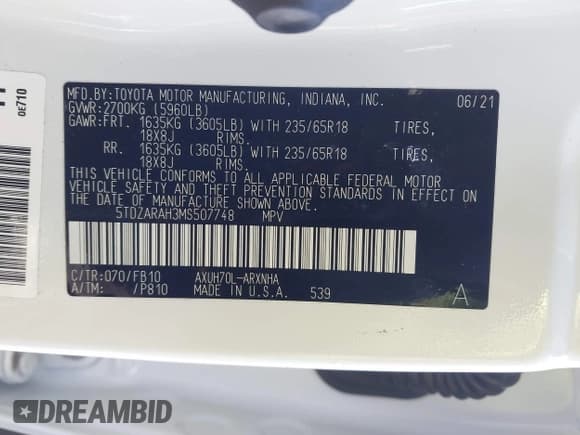 MFD.BY:TOYOTA MOTOR MANUFACTURING, INDIANA, INC. 06/21
GVWR:2700KG (5960LB)
GAWR:FRT. 1635KG (3605LB) WITH 235/65R18 TIRES,
18X8J RIMS.
RR. 1635KG (3605LB) WITH 235/65R18 TIRES,
18X8J RIMS.
THIS VEHICLE CONFORMS TO ALL APPLICABLE FEDERAL MOTOR
VEHICLE SAFETY AND THEFT PREVENTION STANDARDS IN EFFECT
ON THE DATE OF MANUFACTURE SHOWN ABOVE.
5TDZARAH3MS507748 MPV
C/TR:070/FB10 AXUH70L-ARXNHA
A/TM: /P810 MADE IN U.S.A. 539 A
0E710
DREAMBID